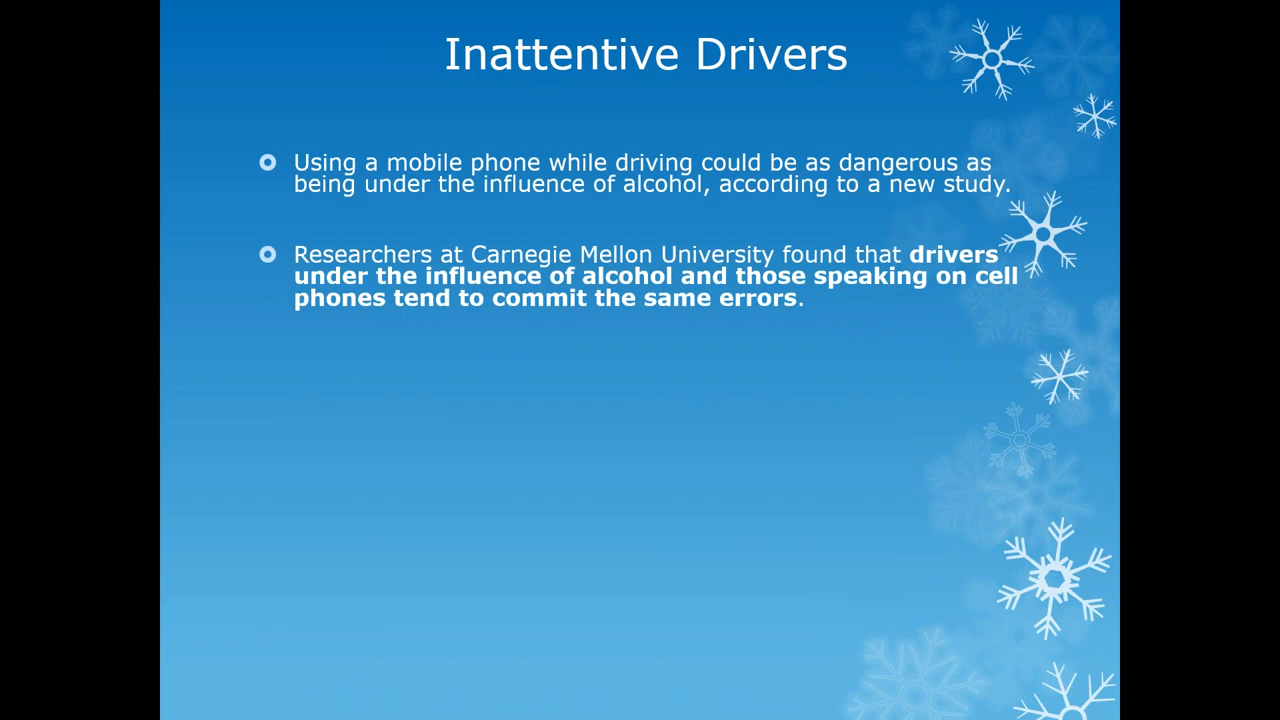 Inattentive Drivers
Using a mobile phone while driving could be as dangerous as
being under the influence of alcohol, according to a new study.
Researchers at Carnegie Mellon University found that drivers
under the influence of alcohol and those speaking on cell
phones tend to commit the same errors.